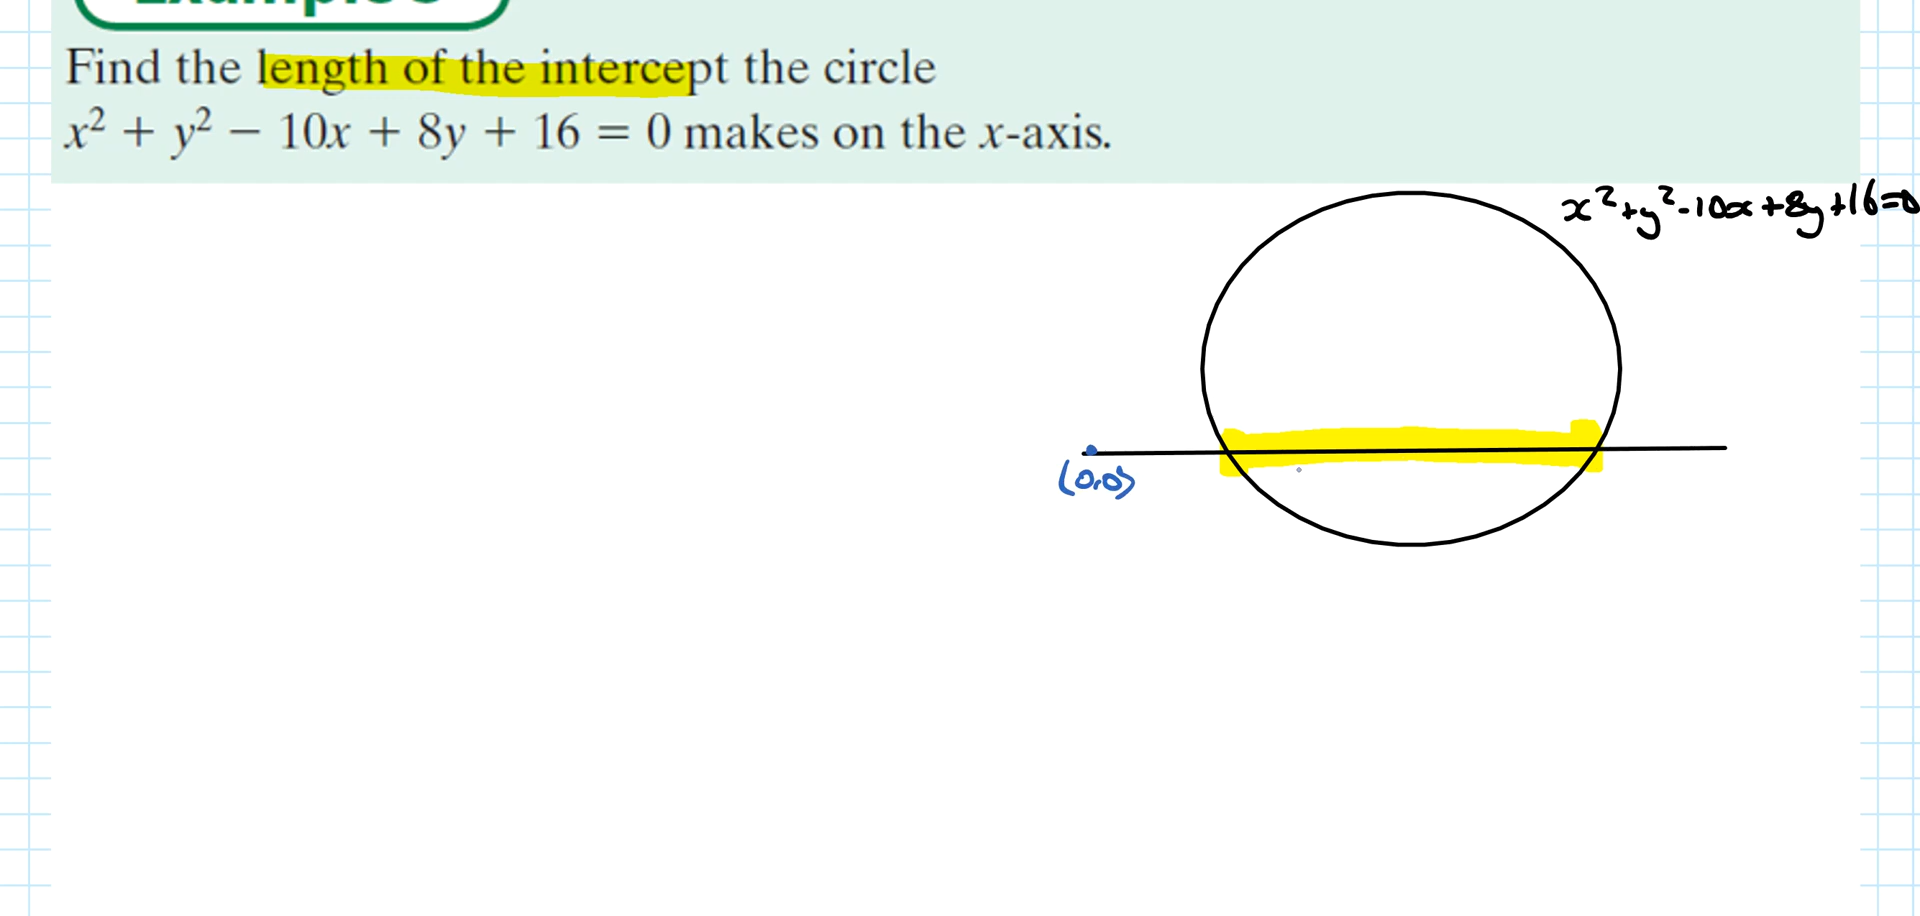 Find the length of the intercept the circle
x² + y² − 10x + 8y + 16 = 0 makes on the x-axis.
x²+y²-10x+8y+16=0
(0,0)